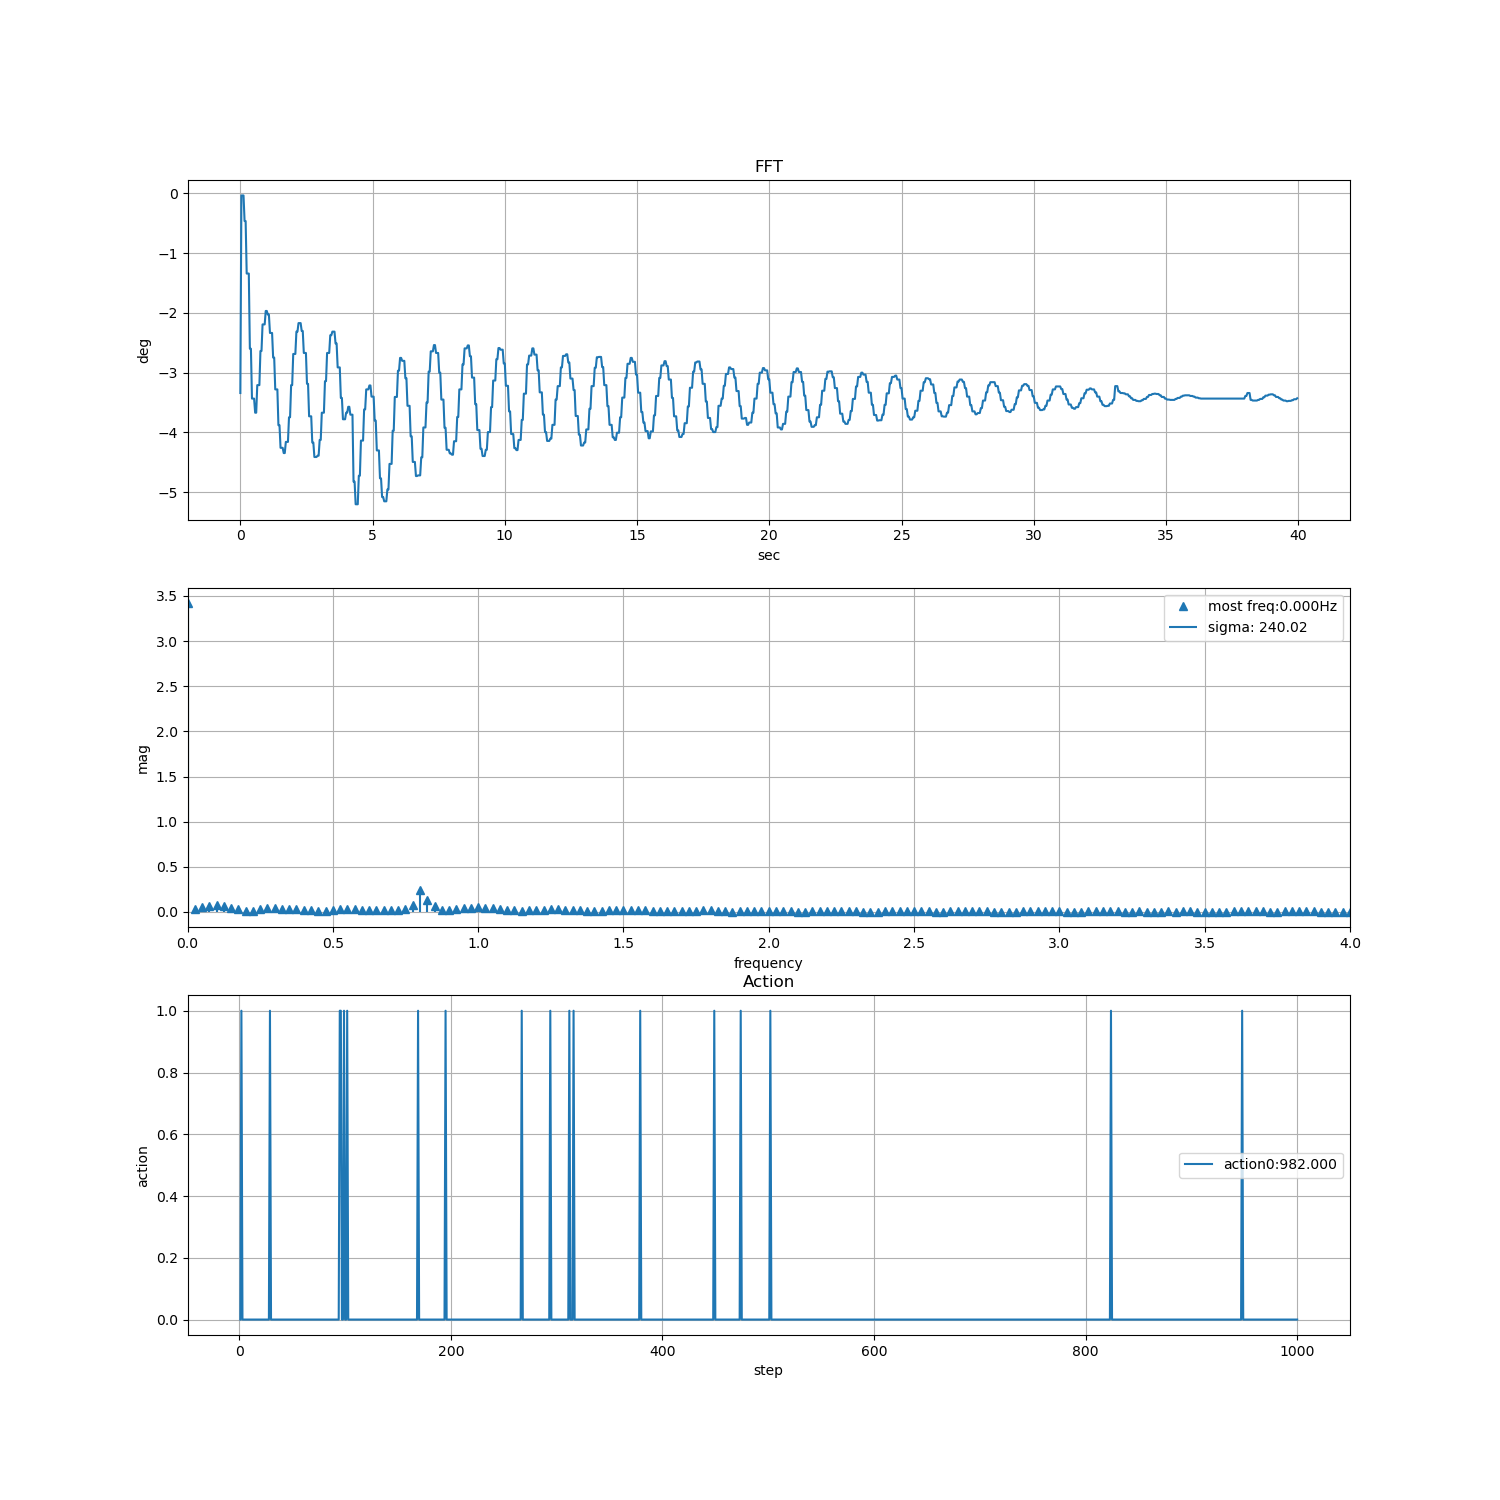 FFT
0
−1
−2
−3
−4
−5
deg
0 5 10 15 20 25 30 35 40
sec
3.5
3.0
2.5
2.0
1.5
1.0
0.5
0.0
mag
most freq:0.000Hz
sigma: 240.02
0.0 0.5 1.0 1.5 2.0 2.5 3.0 3.5 4.0
frequency
Action
1.0
0.8
0.6
0.4
0.2
0.0
action
action0:982.000
0 200 400 600 800 1000
step